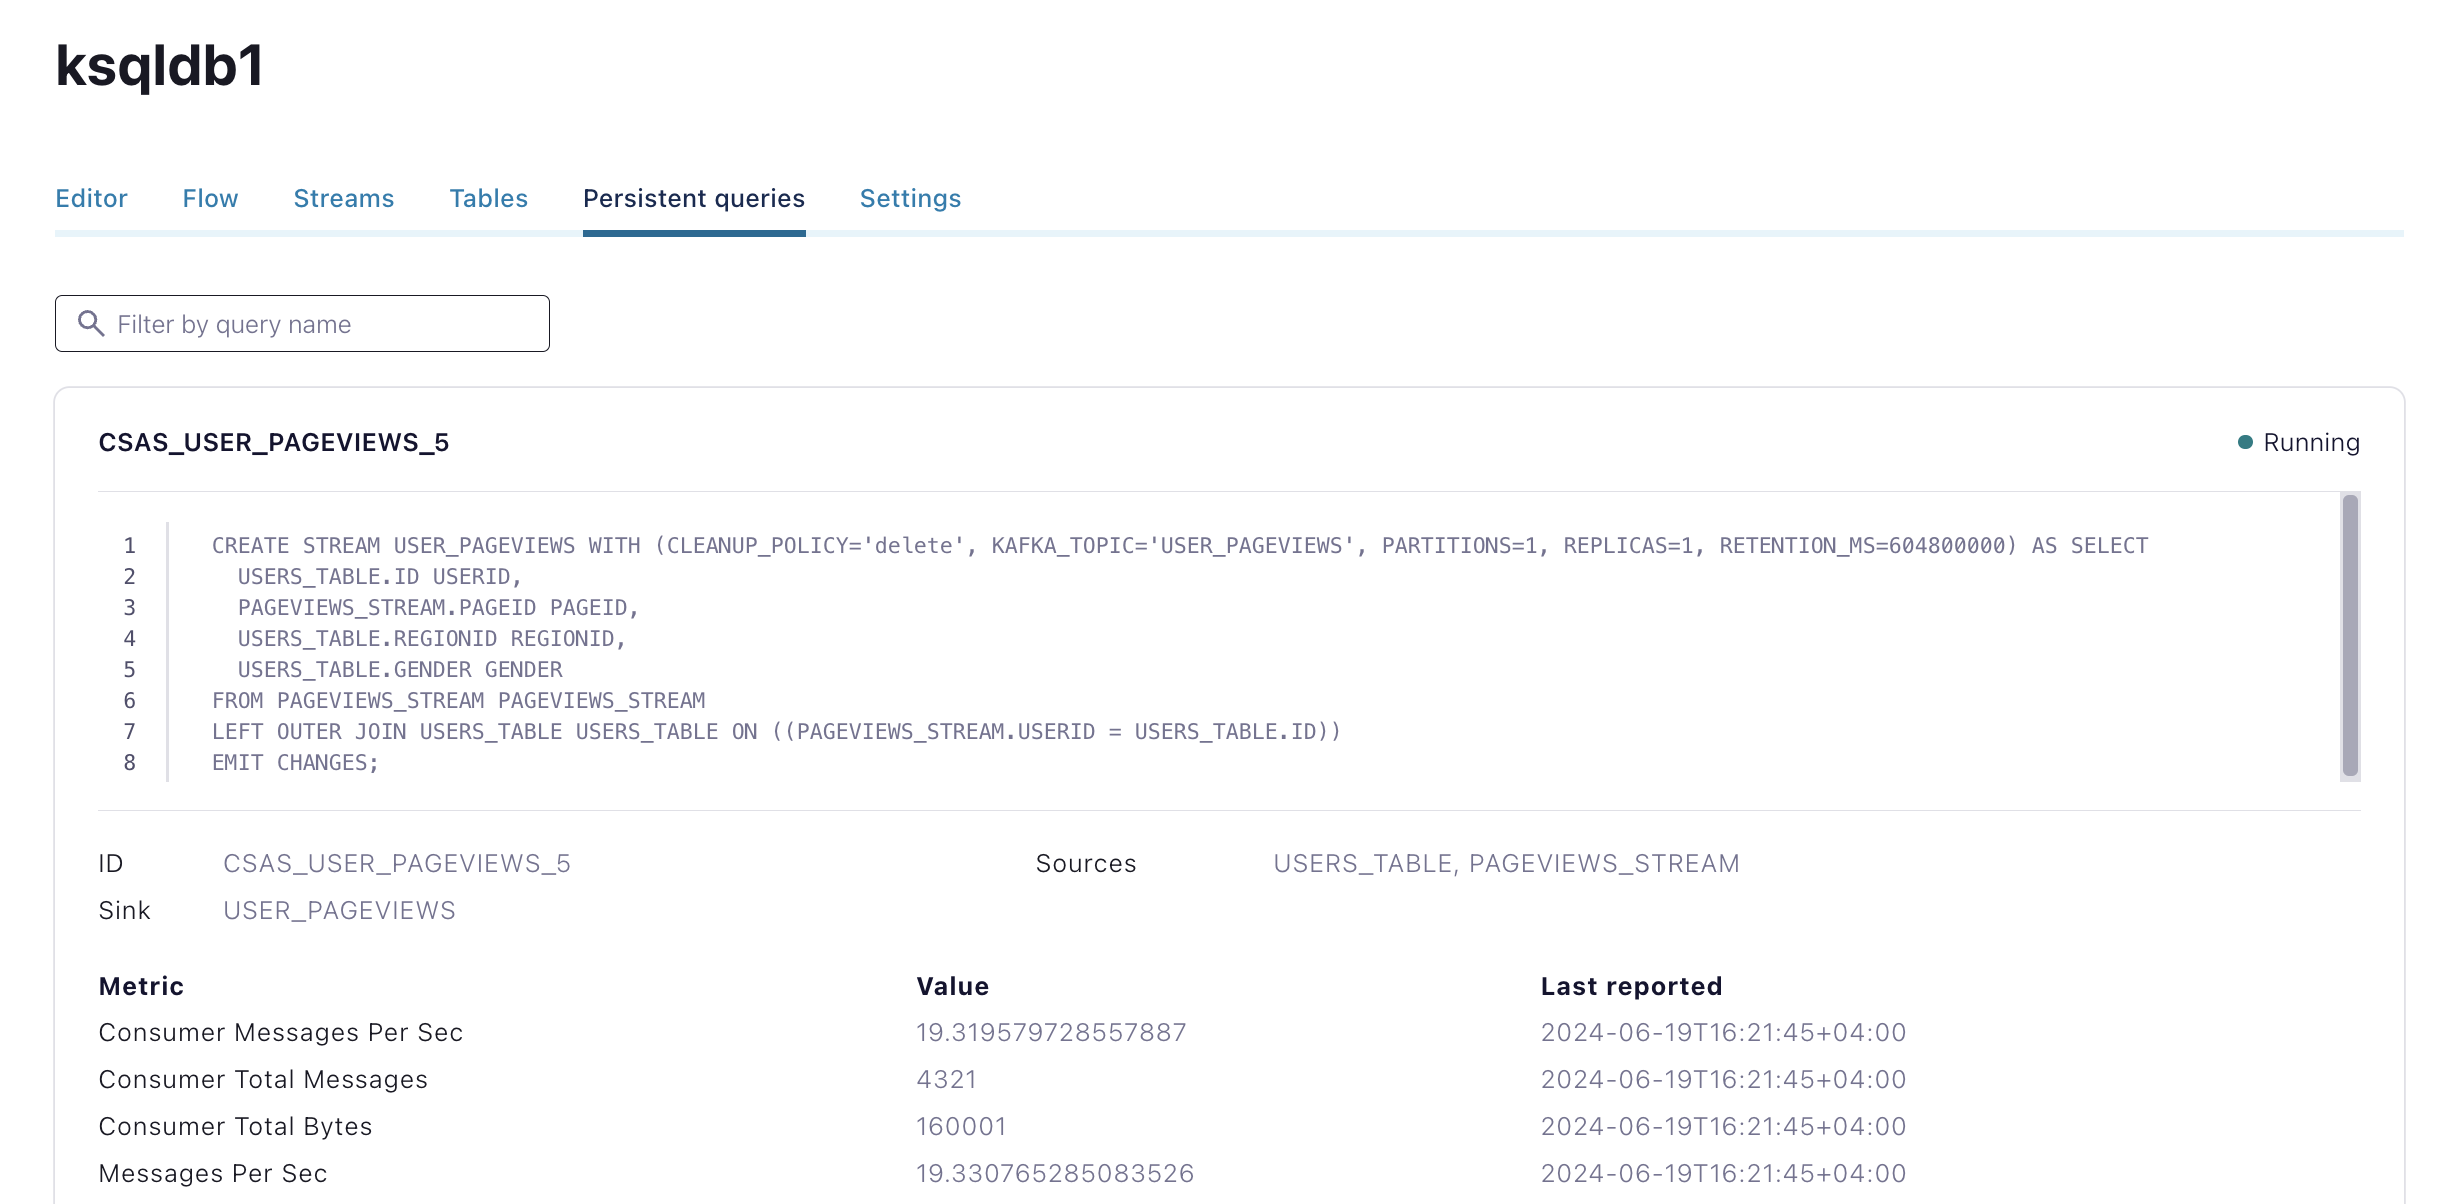 ksqldb1
Editor Flow Streams Tables Persistent queries Settings
Filter by query name
CSAS_USER_PAGEVIEWS_5 Running
1 CREATE STREAM USER_PAGEVIEWS WITH (CLEANUP_POLICY='delete', KAFKA_TOPIC='USER_PAGEVIEWS', PARTITIONS=1, REPLICAS=1, RETENTION_MS=604800000) AS SELECT
2 USERS_TABLE.ID USERID,
3 PAGEVIEWS_STREAM.PAGEID PAGEID,
4 USERS_TABLE.REGIONID REGIONID,
5 USERS_TABLE.GENDER GENDER
6 FROM PAGEVIEWS_STREAM PAGEVIEWS_STREAM
7 LEFT OUTER JOIN USERS_TABLE USERS_TABLE ON ((PAGEVIEWS_STREAM.USERID = USERS_TABLE.ID))
8 EMIT CHANGES;
ID CSAS_USER_PAGEVIEWS_5 Sources USERS_TABLE, PAGEVIEWS_STREAM
Sink USER_PAGEVIEWS
Metric Value Last reported
Consumer Messages Per Sec 19.319579728557887 2024-06-19T16:21:45+04:00
Consumer Total Messages 4321 2024-06-19T16:21:45+04:00
Consumer Total Bytes 160001 2024-06-19T16:21:45+04:00
Messages Per Sec 19.330765285083526 2024-06-19T16:21:45+04:00